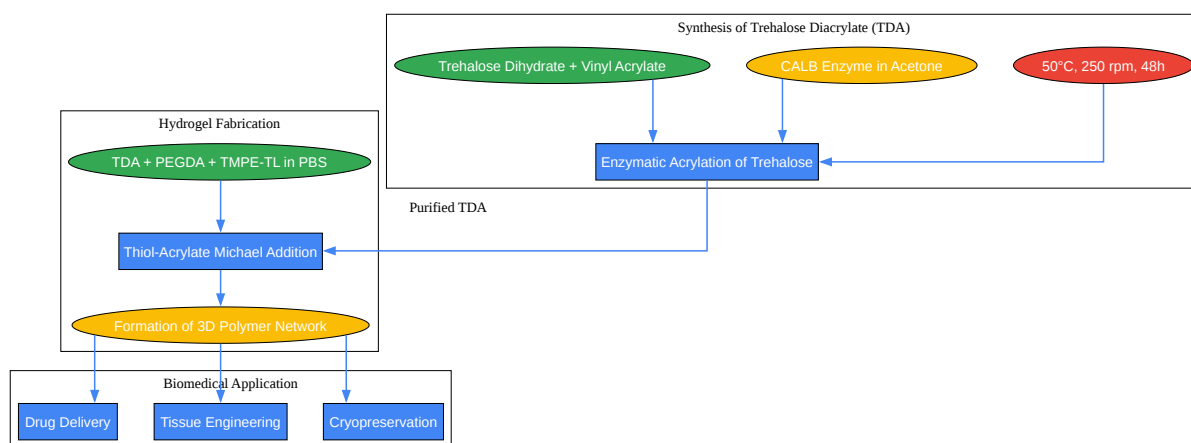 Synthesis of Trehalose Diacrylate (TDA)
Trehalose Dihydrate + Vinyl Acrylate
CALB Enzyme in Acetone
50°C, 250 rpm, 48h
Enzymatic Acrylation of Trehalose
Purified TDA
Hydrogel Fabrication
TDA + PEGDA + TMPE-TL in PBS
Thiol-Acrylate Michael Addition
Formation of 3D Polymer Network
Biomedical Application
Drug Delivery
Tissue Engineering
Cryopreservation